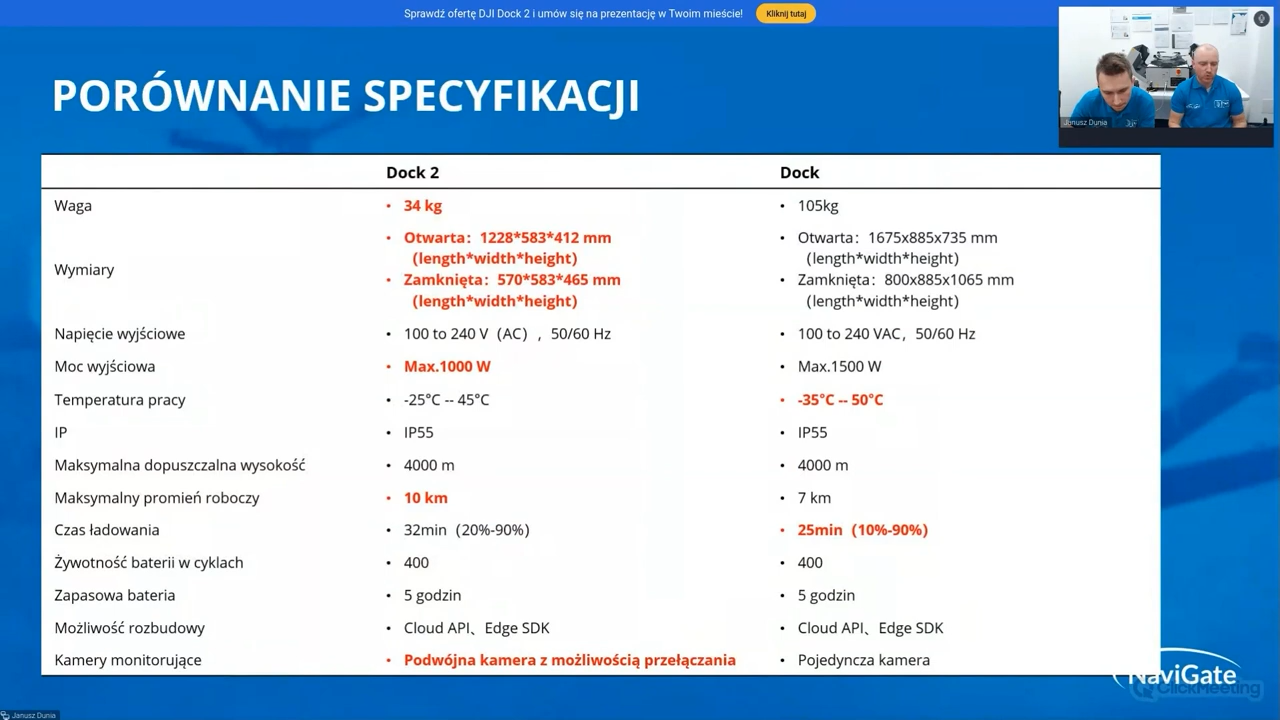 Sprawdź ofertę DJI Dock 2 i umów się na prezentację w Twoim mieście! Kliknij tutaj
PORÓWNANIE SPECYFIKACJI
Janusz Dunia
Dock 2 Dock
Waga • 34 kg • 105kg
Wymiary • Otwarta：1228*583*412 mm • Otwarta：1675x885x735 mm
(length*width*height) (length*width*height)
• Zamknięta：570*583*465 mm • Zamknięta：800x885x1065 mm
(length*width*height) (length*width*height)
Napięcie wyjściowe • 100 to 240 V（AC）, 50/60 Hz • 100 to 240 VAC, 50/60 Hz
Moc wyjściowa • Max.1000 W • Max.1500 W
Temperatura pracy • -25°C -- 45°C • -35°C -- 50°C
IP • IP55 • IP55
Maksymalna dopuszczalna wysokość • 4000 m • 4000 m
Maksymalny promień roboczy • 10 km • 7 km
Czas ładowania • 32min（20%-90%） • 25min（10%-90%）
Żywotność baterii w cyklach • 400 • 400
Zapasowa bateria • 5 godzin • 5 godzin
Możliwość rozbudowy • Cloud API、Edge SDK • Cloud API、Edge SDK
Kamery monitorujące • Podwójna kamera z możliwością przełączania • Pojedyncza kamera
NaviGate
ClickMeeting
Janusz Dunia